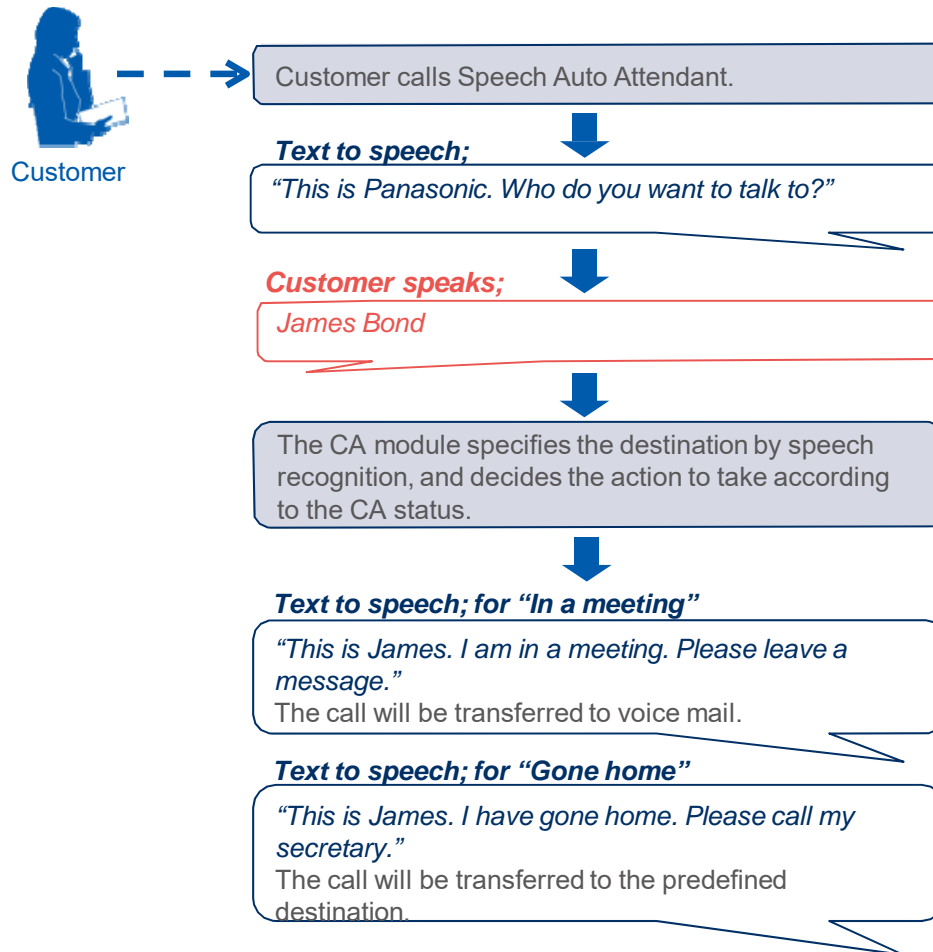 Customer calls Speech Auto Attendant.
Customer
Text to speech;
“This is Panasonic. Who do you want to talk to?”
Customer speaks;
James Bond
The CA module specifies the destination by speech
recognition, and decides the action to take according
to the CA status.
Text to speech; for “In a meeting”
“This is James. I am in a meeting. Please leave a
message.”
The call will be transferred to voice mail.
Text to speech; for “Gone home”
“This is James. I have gone home. Please call my
secretary.”
The call will be transferred to the predefined
destination.